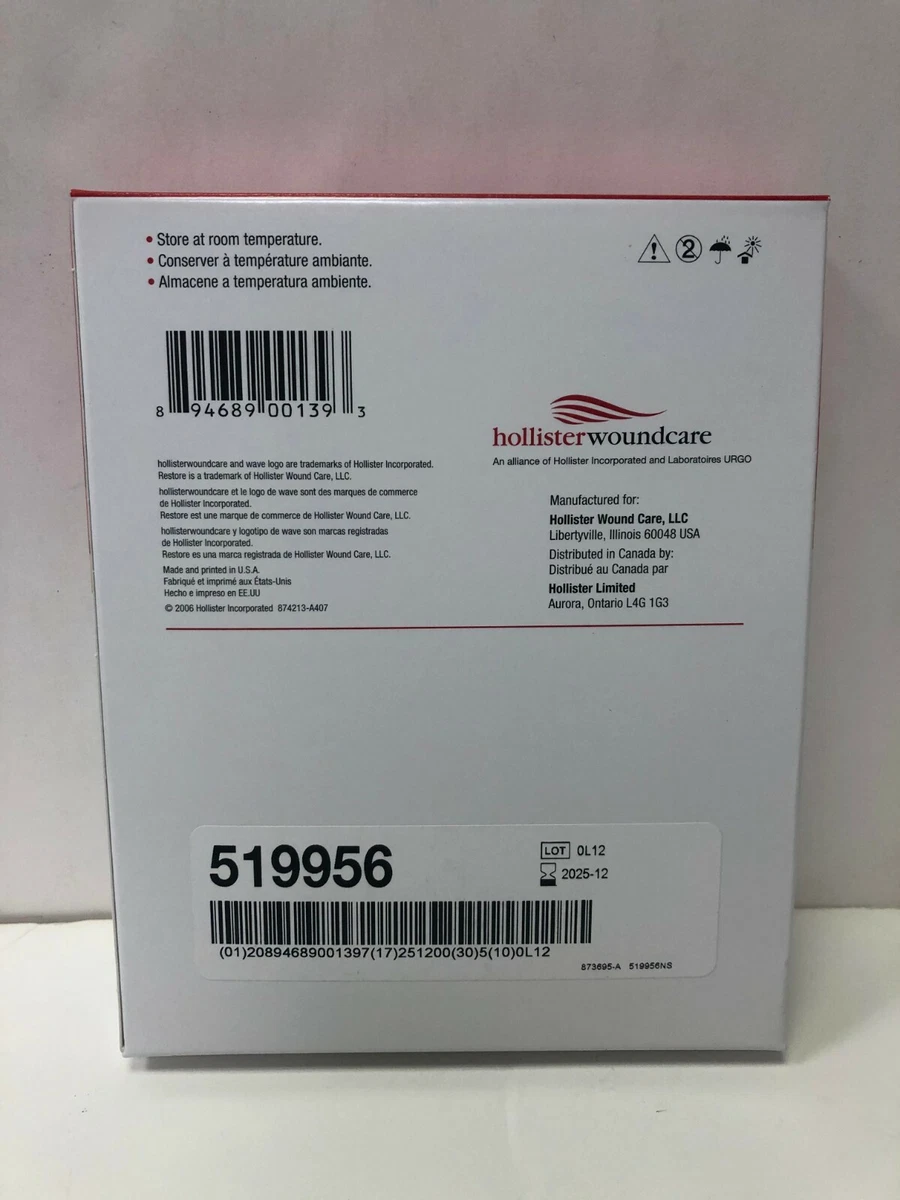 • Store at room temperature.
• Conserver à température ambiante.
• Almacene a temperatura ambiente.
2
8 94689 00139 3
hollisterwoundcare
An alliance of Hollister Incorporated and Laboratoires URGO
hollisterwoundcare and wave logo are trademarks of Hollister Incorporated.
Restore is a trademark of Hollister Wound Care, LLC.
hollisterwoundcare et le logo de wave sont des marques de commerce
de Hollister Incorporated.
Restore est une marque de commerce de Hollister Wound Care, LLC.
hollisterwoundcare y logotipo de wave son marcas registradas
de Hollister Incorporated.
Restore es una marca registrada de Hollister Wound Care, LLC.
Made and printed in U.S.A.
Fabriqué et imprimé aux États-Unis
Hecho e impreso en EE.UU
© 2006 Hollister Incorporated 874213-A407
Manufactured for:
Hollister Wound Care, LLC
Libertyville, Illinois 60048 USA
Distributed in Canada by:
Distribué au Canada par
Hollister Limited
Aurora, Ontario L4G 1G3
519956
LOT 0L12
2025-12
(01)20894689001397(17)251200(30)5(10)0L12
873695-A 519956NS